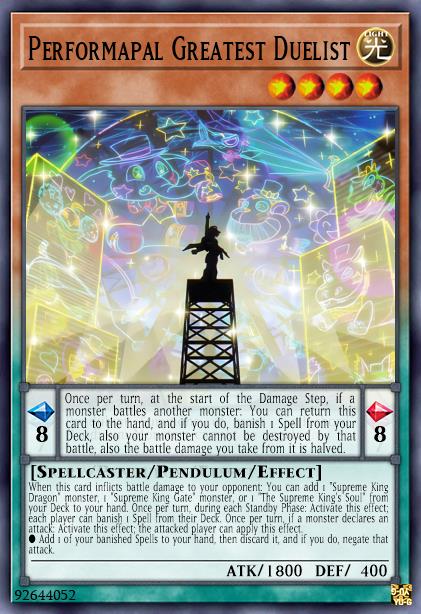 Performapal Greatest Duelist
LIGHT
光
Once per turn, at the start of the Damage Step, if a
monster battles another monster: You can return this
card to the hand, and if you do, banish 1 Spell from your
Deck, also your monster cannot be destroyed by that
battle, also the battle damage you take from it is halved.
8
8
[Spellcaster/Pendulum/Effect]
When this card inflicts battle damage to your opponent: You can add 1 "Supreme King
Dragon" monster, 1 "Supreme King Gate" monster, or 1 "The Supreme King's Soul" from
your Deck to your hand. Once per turn, during each Standby Phase: Activate this effect;
each player can banish 1 Spell from their Deck. Once per turn, if a monster declares an
attack: Activate this effect; the attacked player can apply this effect.
● Add 1 of your banished Spells to your hand, then discard it, and if you do, negate that
attack.
ATK/1800 DEF/ 400
92644052